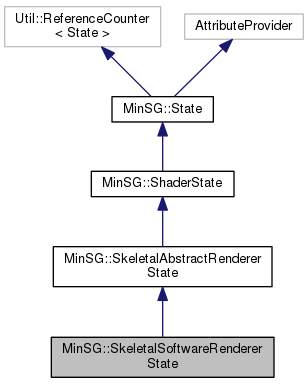 Util::ReferenceCounter
< State >
AttributeProvider
MinSG::State
MinSG::ShaderState
MinSG::SkeletalAbstractRenderer
State
MinSG::SkeletalSoftwareRenderer
State